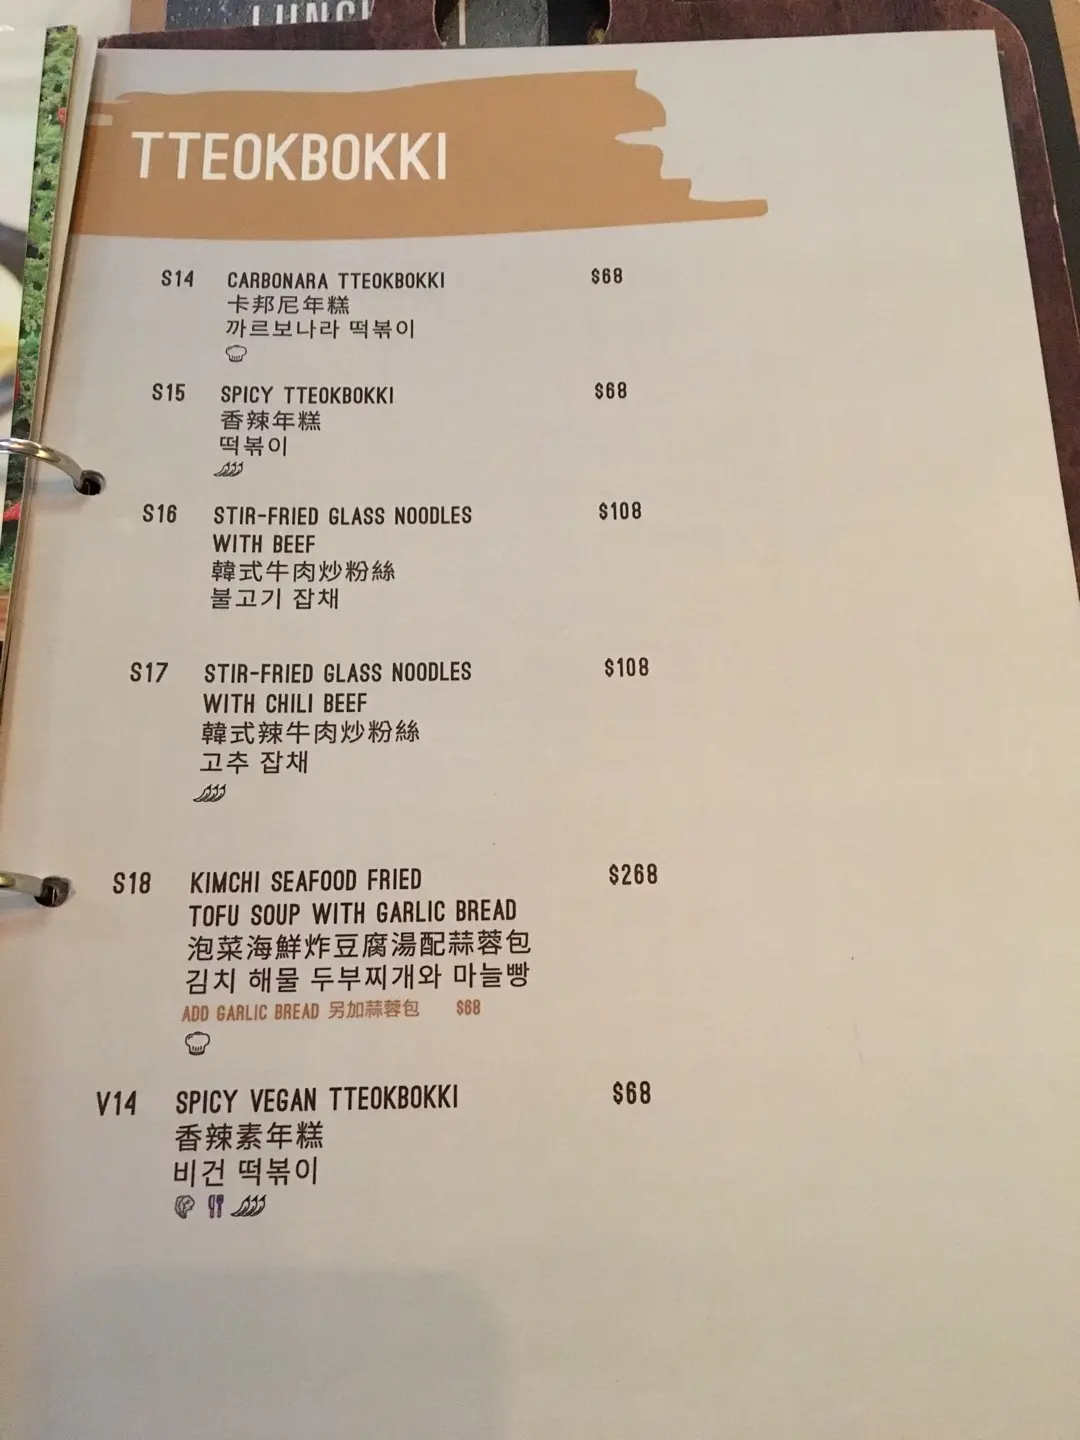 LUNCH
TTEOKBOKKI
S14 CARBONARA TTEOKBOKKI $68
卡邦尼年糕
까르보나라 떡볶이
S15 SPICY TTEOKBOKKI $68
香辣年糕
떡볶이
S16 STIR-FRIED GLASS NOODLES $108
WITH BEEF
韓式牛肉炒粉絲
불고기 잡채
S17 STIR-FRIED GLASS NOODLES $108
WITH CHILI BEEF
韓式辣牛肉炒粉絲
고추 잡채
S18 KIMCHI SEAFOOD FRIED $268
TOFU SOUP WITH GARLIC BREAD
泡菜海鮮炸豆腐湯配蒜蓉包
김치 해물 두부찌개와 마늘빵
ADD GARLIC BREAD 另加蒜蓉包 $68
V14 SPICY VEGAN TTEOKBOKKI $68
香辣素年糕
비건 떡볶이